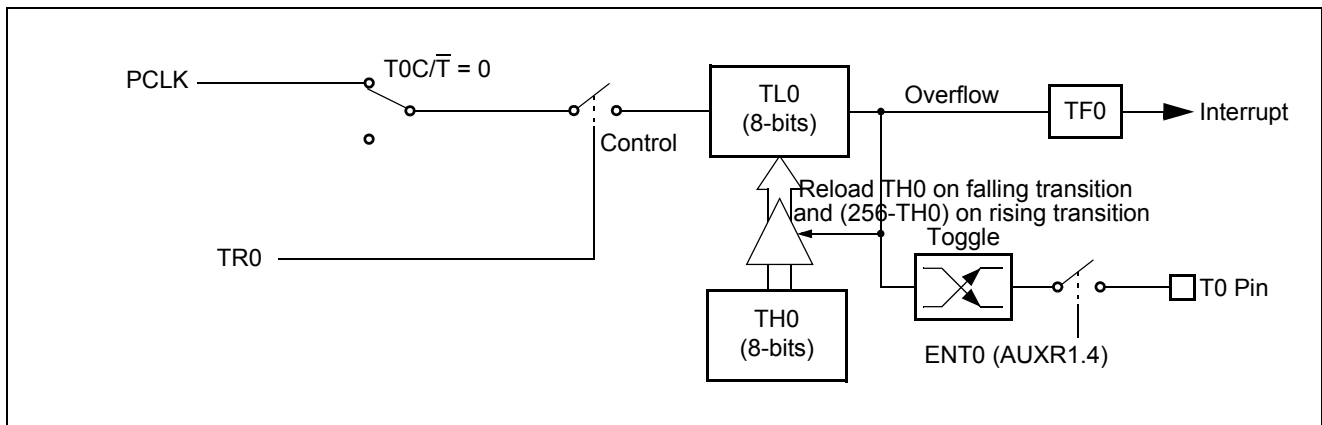 PCLK
T0C/T̅ = 0
Control
TR0
TL0
(8-bits)
Overflow
TF0
Interrupt
Reload TH0 on falling transition
and (256-TH0) on rising transition
Toggle
TH0
(8-bits)
T0 Pin
ENT0 (AUXR1.4)